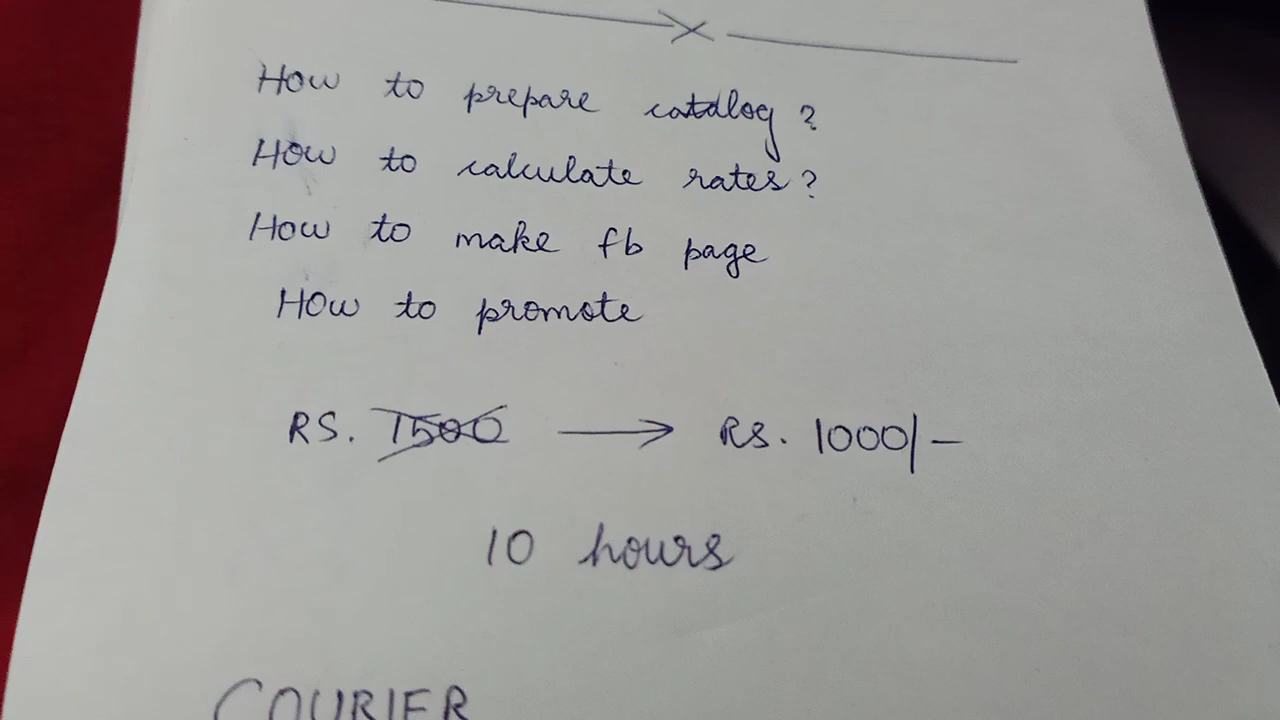 How to prepare catalog?
How to calculate rates?
How to make fb page
How to promote
RS. 1500 → RS. 1000/-
10 hours
COURIER